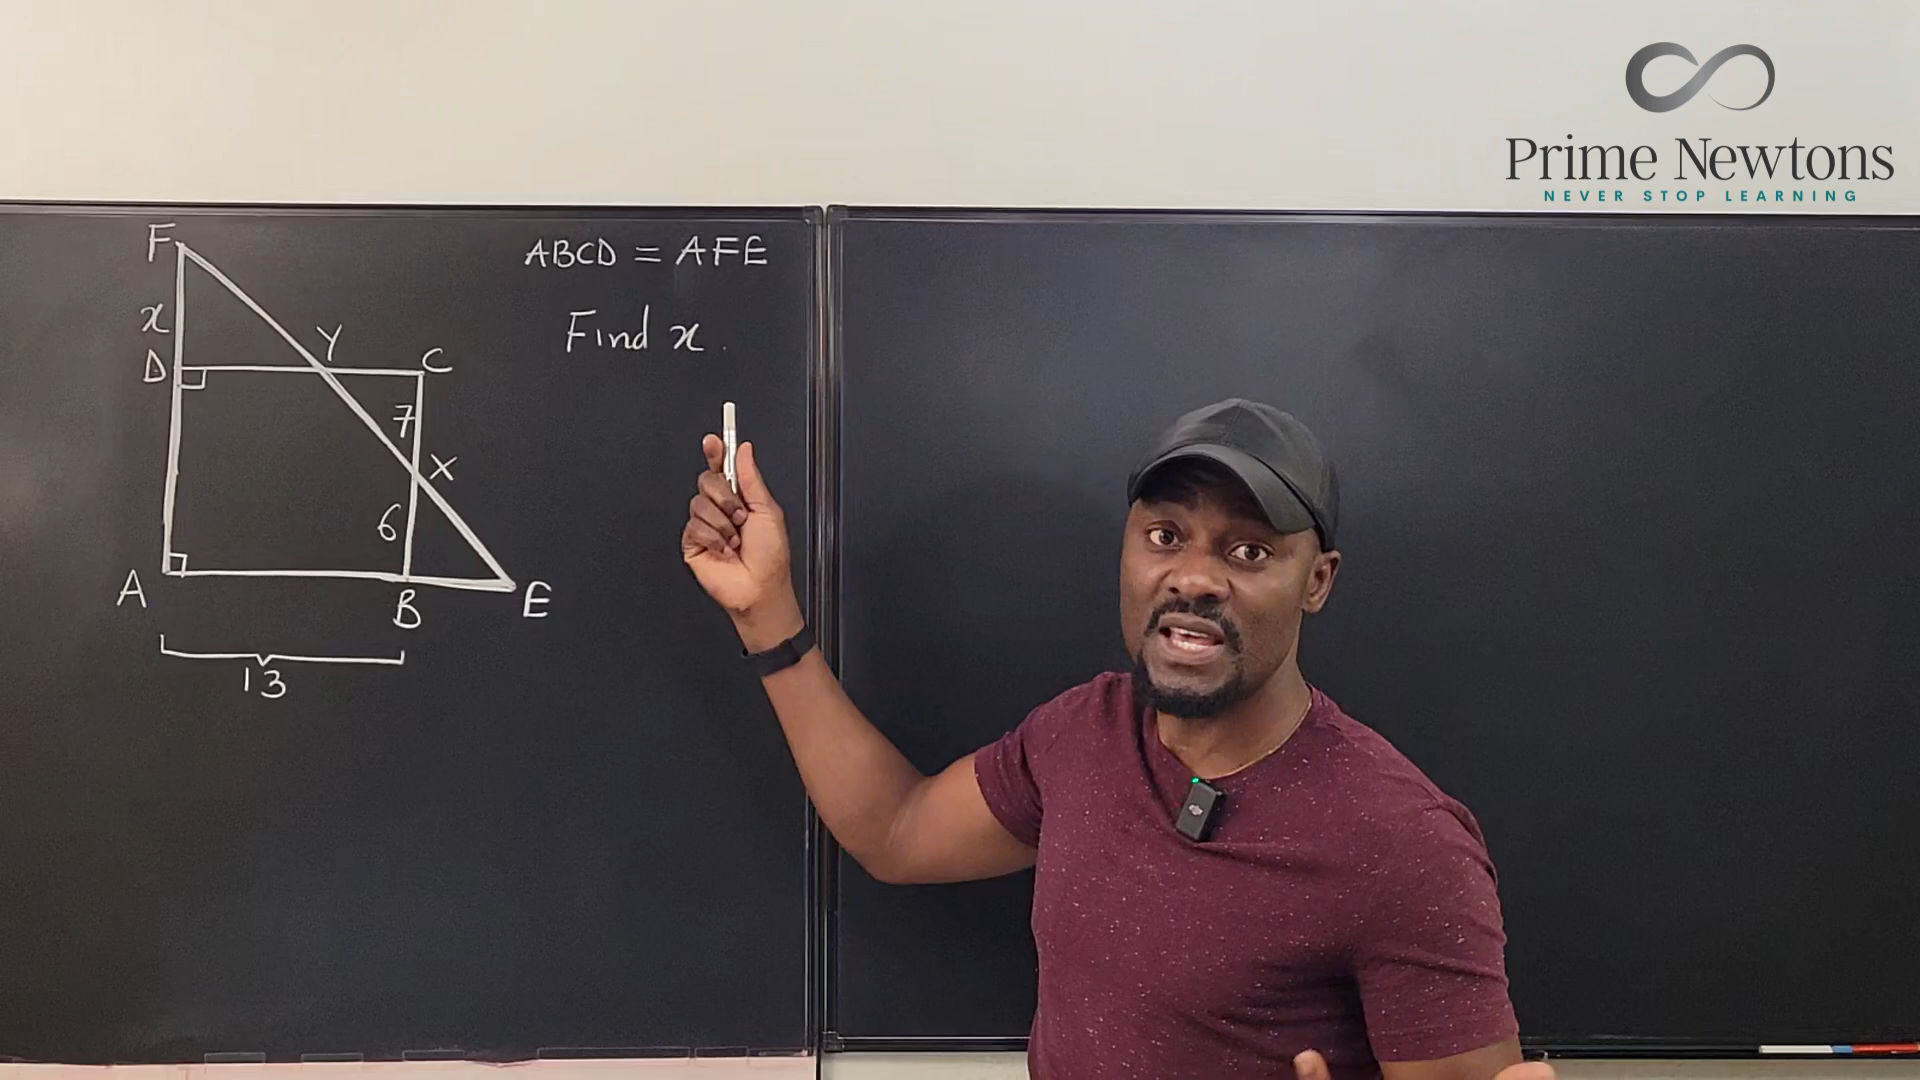 Prime Newtons
NEVER STOP LEARNING
F
ABCD = AFE
x
Find x.
Y
D
C
7
X
6
A
B
E
13